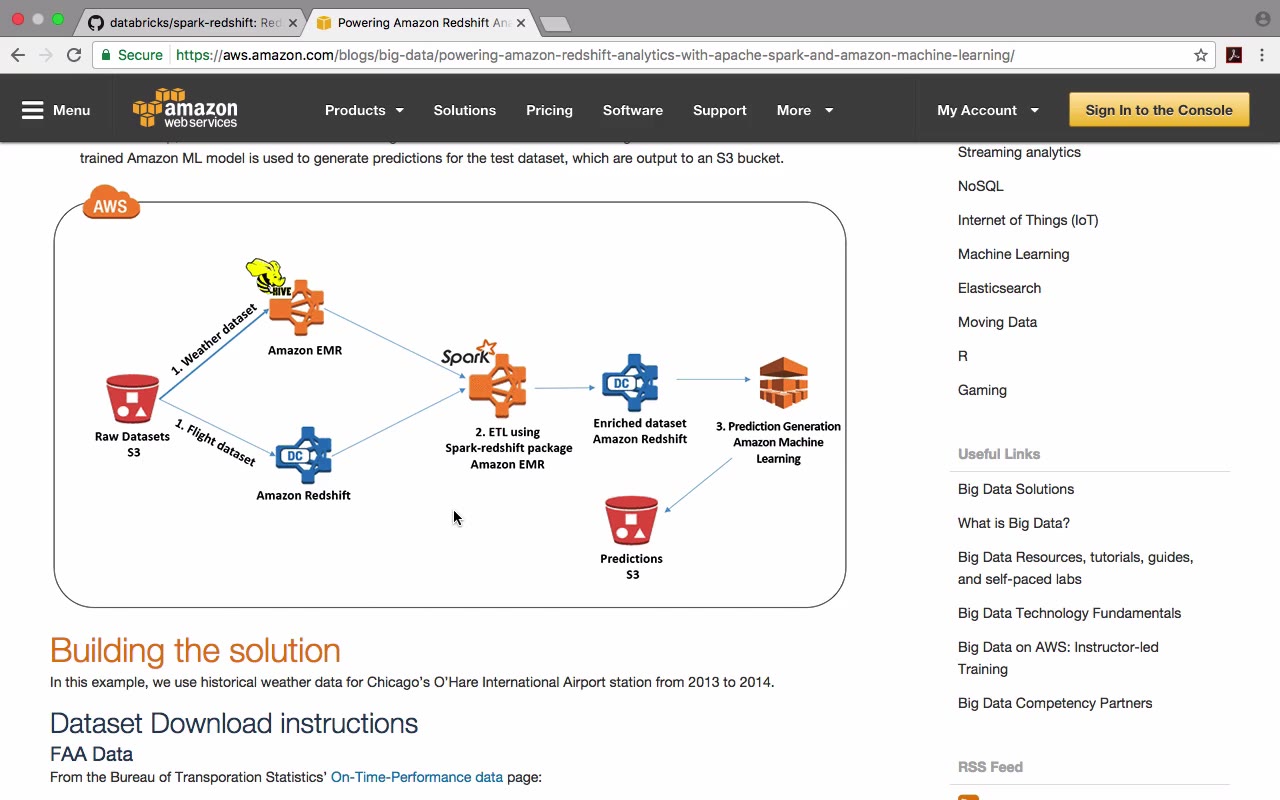 databricks/spark-redshift: Red
Powering Amazon Redshift An
Secure https://aws.amazon.com/blogs/big-data/powering-amazon-redshift-analytics-with-apache-spark-and-amazon-machine-learning/
Menu
amazon
web services
Products
Solutions
Pricing
Software
Support
More
My Account
Sign In to the Console
trained Amazon ML model is used to generate predictions for the test dataset, which are output to an S3 bucket.
AWS
HIVE
1. Weather dataset
Amazon EMR
Raw Datasets
S3
1. Flight dataset
DC
Amazon Redshift
Spark
2. ETL using
Spark-redshift package
Amazon EMR
DC
Enriched dataset
Amazon Redshift
3. Prediction Generation
Amazon Machine
Learning
Predictions
S3
Building the solution
In this example, we use historical weather data for Chicago’s O’Hare International Airport station from 2013 to 2014.
Dataset Download instructions
FAA Data
From the Bureau of Transporation Statistics’ On-Time-Performance data page:
Streaming analytics
NoSQL
Internet of Things (IoT)
Machine Learning
Elasticsearch
Moving Data
R
Gaming
Useful Links
Big Data Solutions
What is Big Data?
Big Data Resources, tutorials, guides,
and self-paced labs
Big Data Technology Fundamentals
Big Data on AWS: Instructor-led
Training
Big Data Competency Partners
RSS Feed